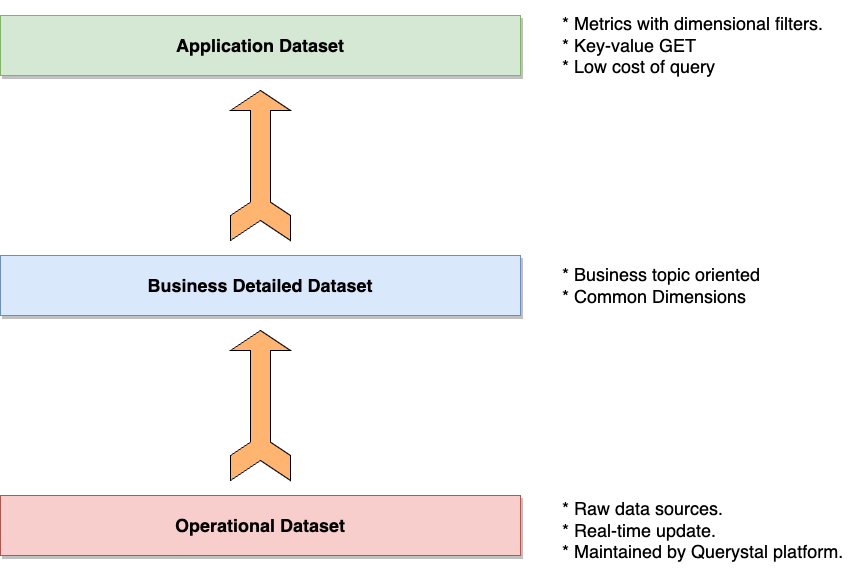 Application Dataset
* Metrics with dimensional filters.
* Key-value GET
* Low cost of query
Business Detailed Dataset
* Business topic oriented
* Common Dimensions
Operational Dataset
* Raw data sources.
* Real-time update.
* Maintained by Querystal platform.